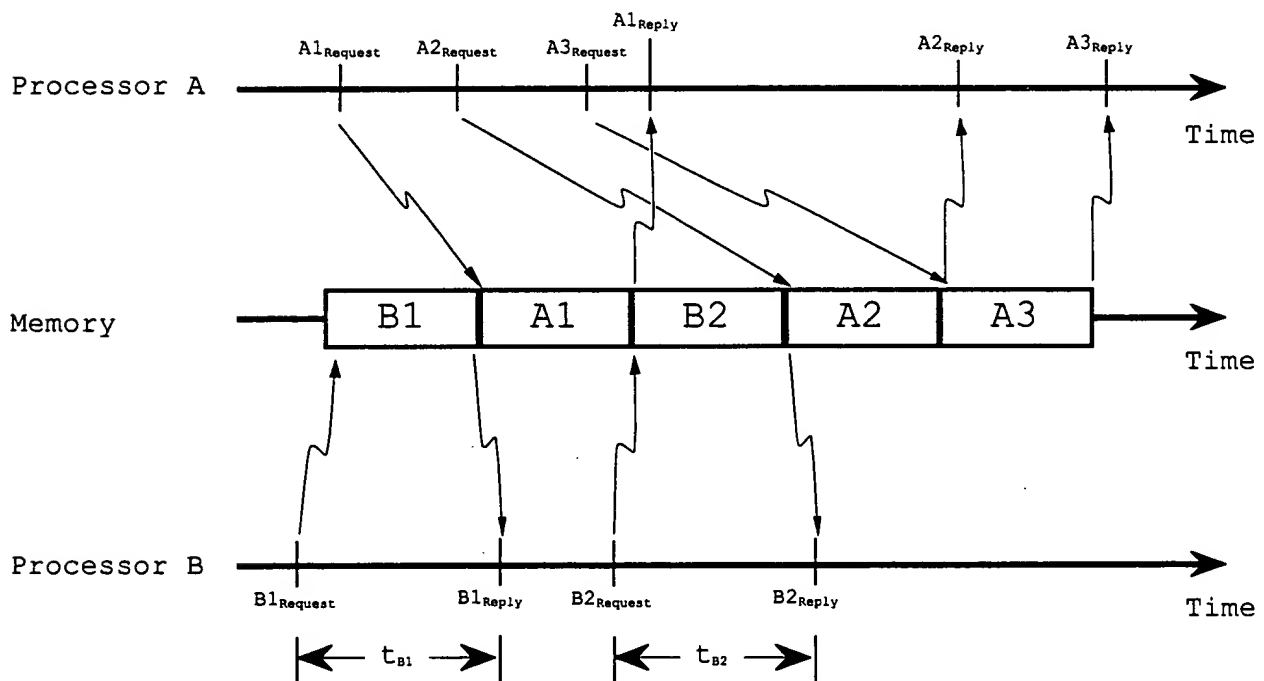 A1Reply
A1Request A2Request A3Request A2Reply A3Reply
Processor A
Time
B1 A1 B2 A2 A3
Memory
Time
Processor B
B1Request B1Reply B2Request B2Reply
Time
tB1 tB2